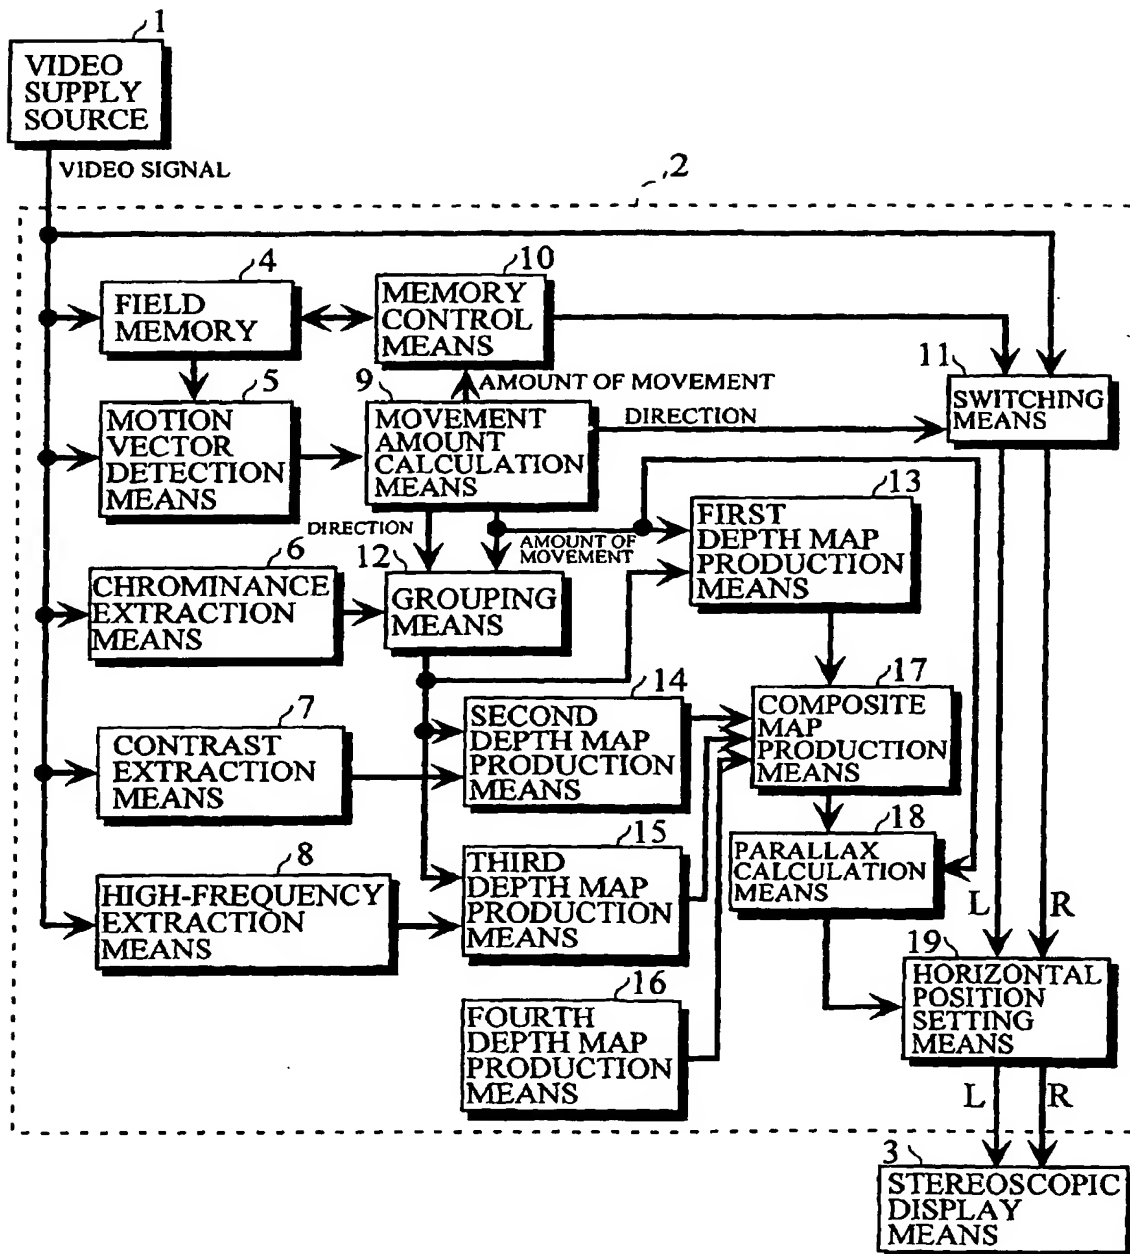 1
VIDEO
SUPPLY
SOURCE
VIDEO SIGNAL
2
4
FIELD
MEMORY
10
MEMORY
CONTROL
MEANS
11
SWITCHING
MEANS
5
MOTION
VECTOR
DETECTION
MEANS
9
AMOUNT OF MOVEMENT
MOVEMENT
AMOUNT
CALCULATION
MEANS
DIRECTION
13
FIRST
DEPTH MAP
PRODUCTION
MEANS
DIRECTION
AMOUNT OF
MOVEMENT
6
CHROMINANCE
EXTRACTION
MEANS
12
GROUPING
MEANS
14
SECOND
DEPTH MAP
PRODUCTION
MEANS
17
COMPOSITE
MAP
PRODUCTION
MEANS
7
CONTRAST
EXTRACTION
MEANS
15
THIRD
DEPTH MAP
PRODUCTION
MEANS
18
PARALLAX
CALCULATION
MEANS
8
HIGH-FREQUENCY
EXTRACTION
MEANS
L R
16
FOURTH
DEPTH MAP
PRODUCTION
MEANS
19
HORIZONTAL
POSITION
SETTING
MEANS
L R
3
STEREOSCOPIC
DISPLAY
MEANS